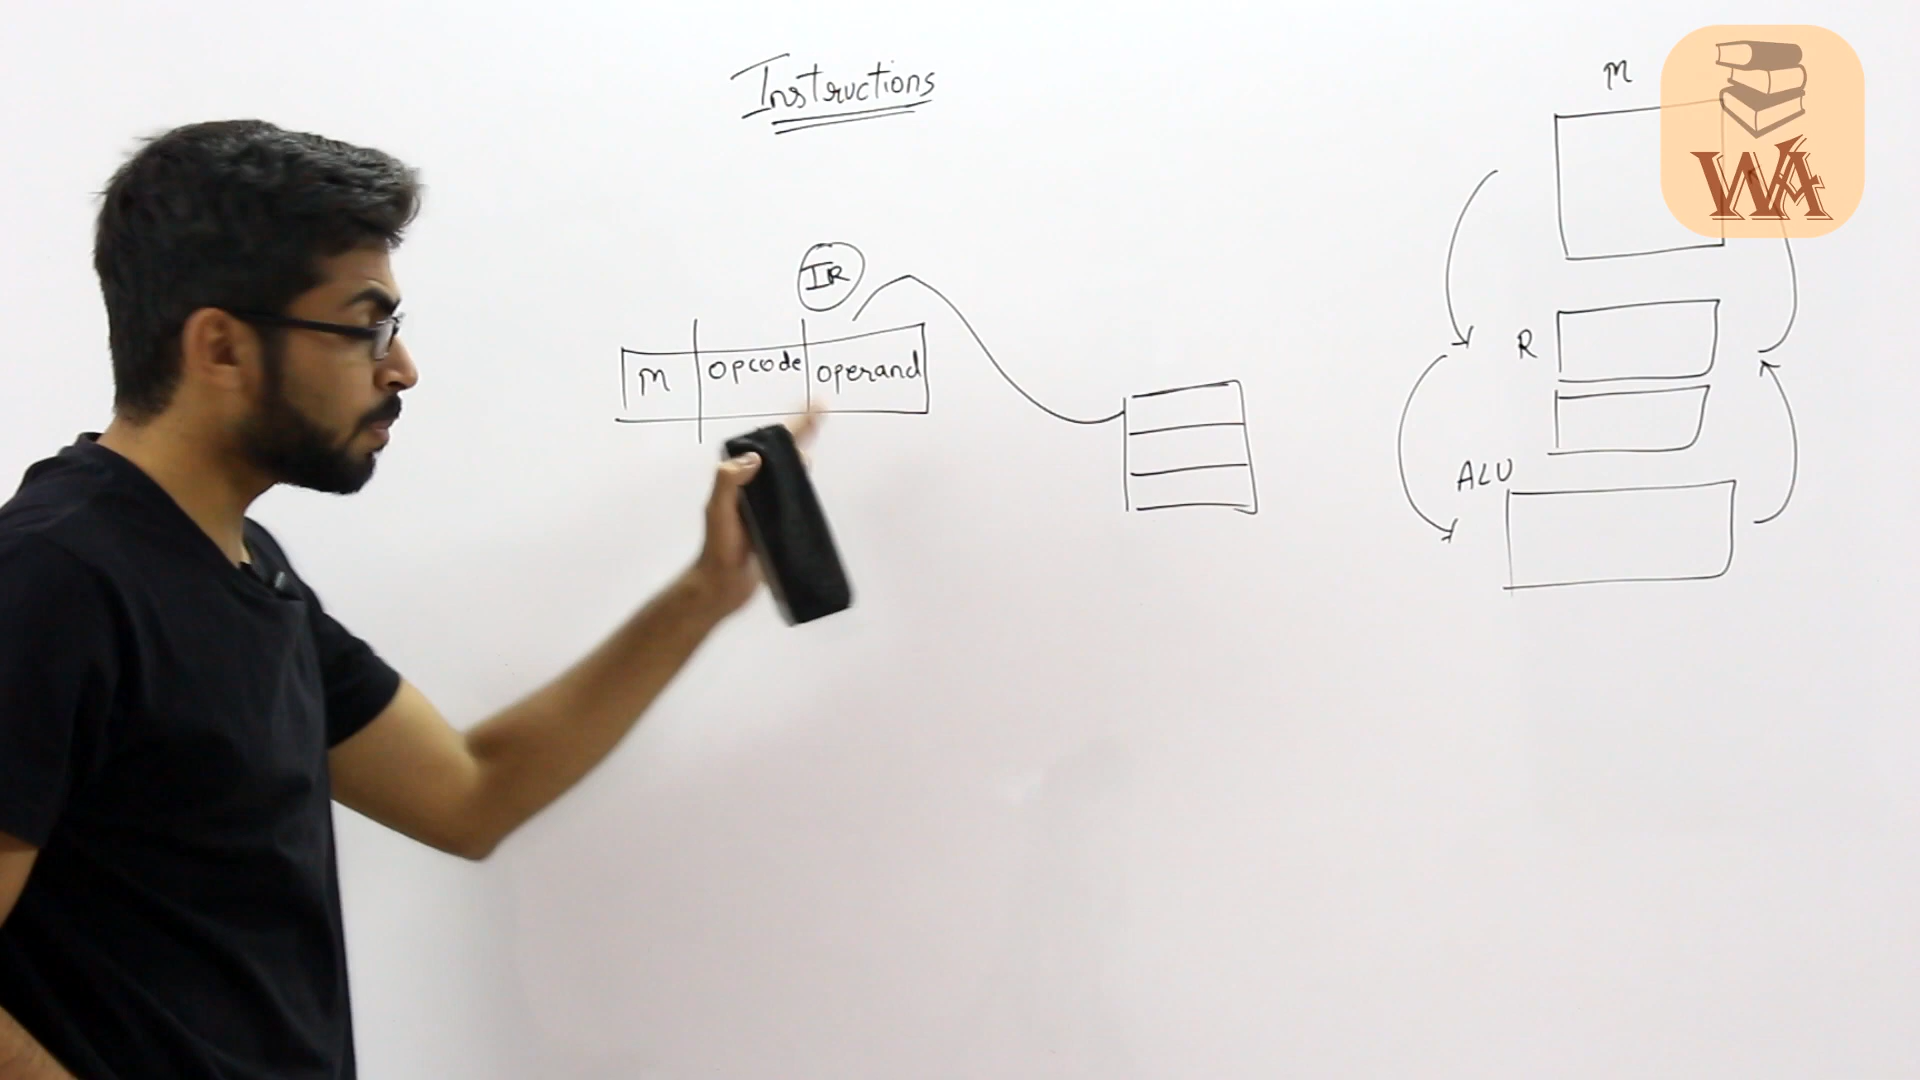 Instructions
M
WA
IR
M opcode operand
R
ALU